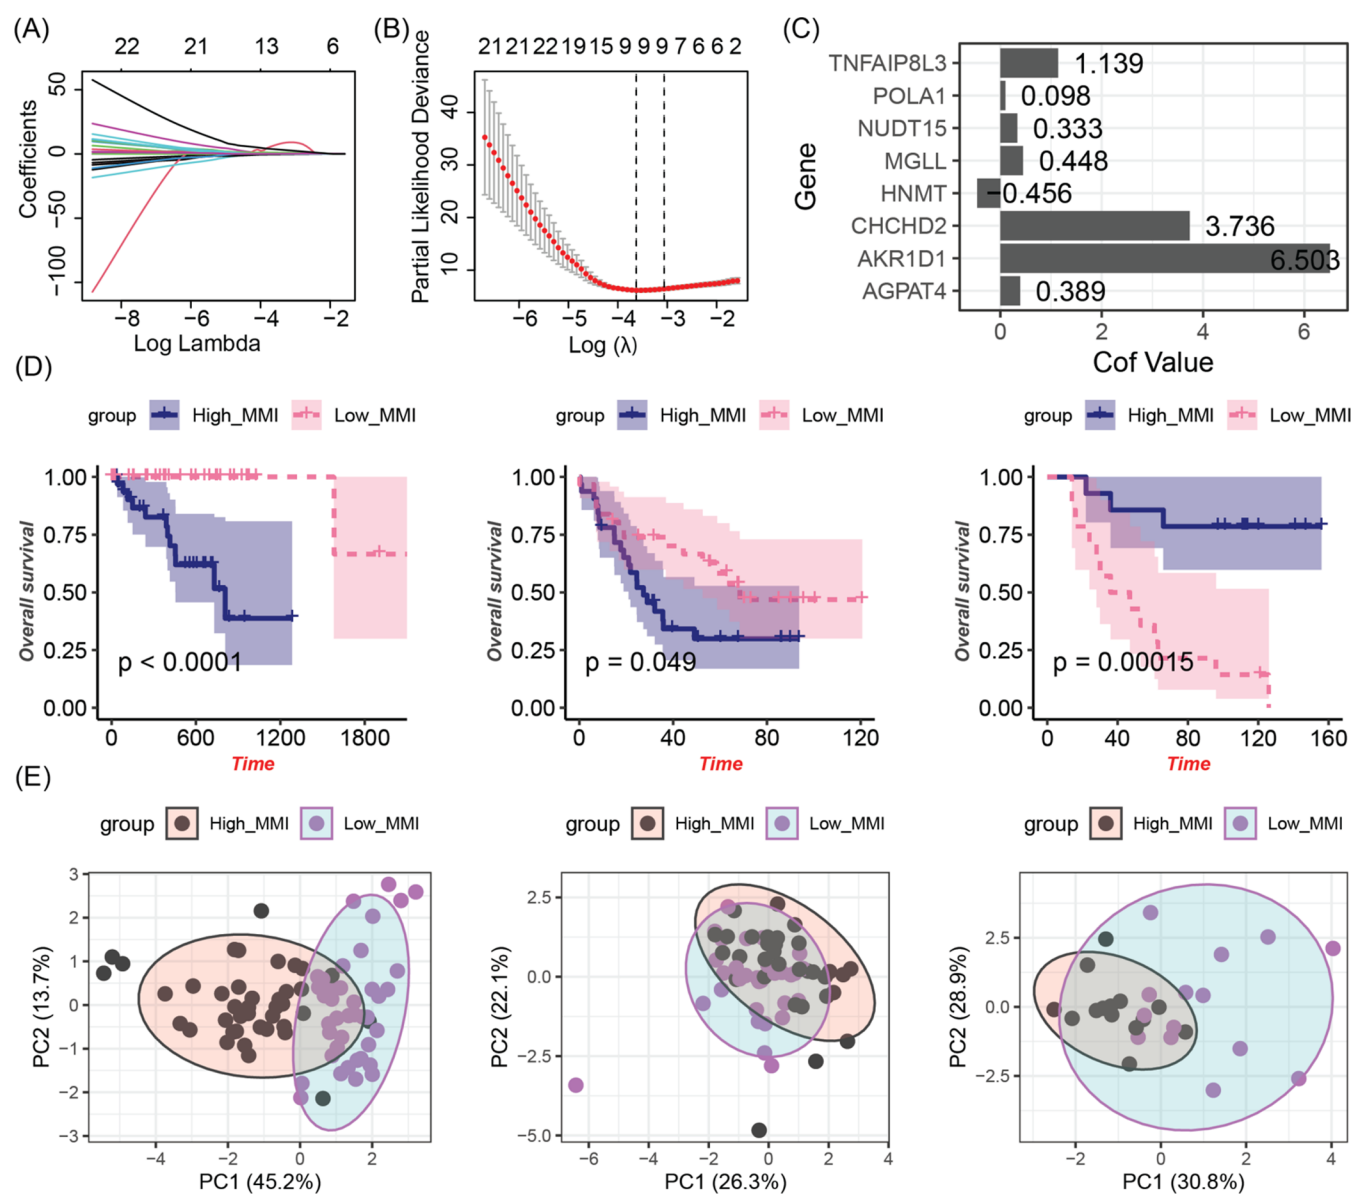 (A)
22 21 13 6
Coefficients
50
0
−50
−100
−8 −6 −4 −2
Log Lambda
(B)
21 21 22 19 15 9 9 9 7 6 6 2
Partial Likelihood Deviance
40
30
20
10
−6 −5 −4 −3 −2
Log (λ)
(C)
Gene
TNFAIP8L3 1.139
POLA1 0.098
NUDT15 0.333
MGLL 0.448
HNMT −0.456
CHCHD2 3.736
AKR1D1 6.503
AGPAT4 0.389
0 2 4 6
Cof Value
(D)
group High_MMI Low_MMI
Overall survival
1.00
0.75
0.50
0.25
0.00
p < 0.0001
0 600 1200 1800
Time
group High_MMI Low_MMI
Overall survival
1.00
0.75
0.50
0.25
0.00
p = 0.049
0 40 80 120
Time
group High_MMI Low_MMI
Overall survival
1.00
0.75
0.50
0.25
0.00
p = 0.00015
0 40 80 120 160
Time
(E)
group High_MMI Low_MMI
PC2 (13.7%)
3
2
1
0
−1
−2
−3
−4 −2 0 2
PC1 (45.2%)
group High_MMI Low_MMI
PC2 (22.1%)
2.5
0.0
−2.5
−5.0
−6 −4 −2 0 2 4
PC1 (26.3%)
group High_MMI Low_MMI
PC2 (28.9%)
2.5
0.0
−2.5
−2 0 2 4
PC1 (30.8%)